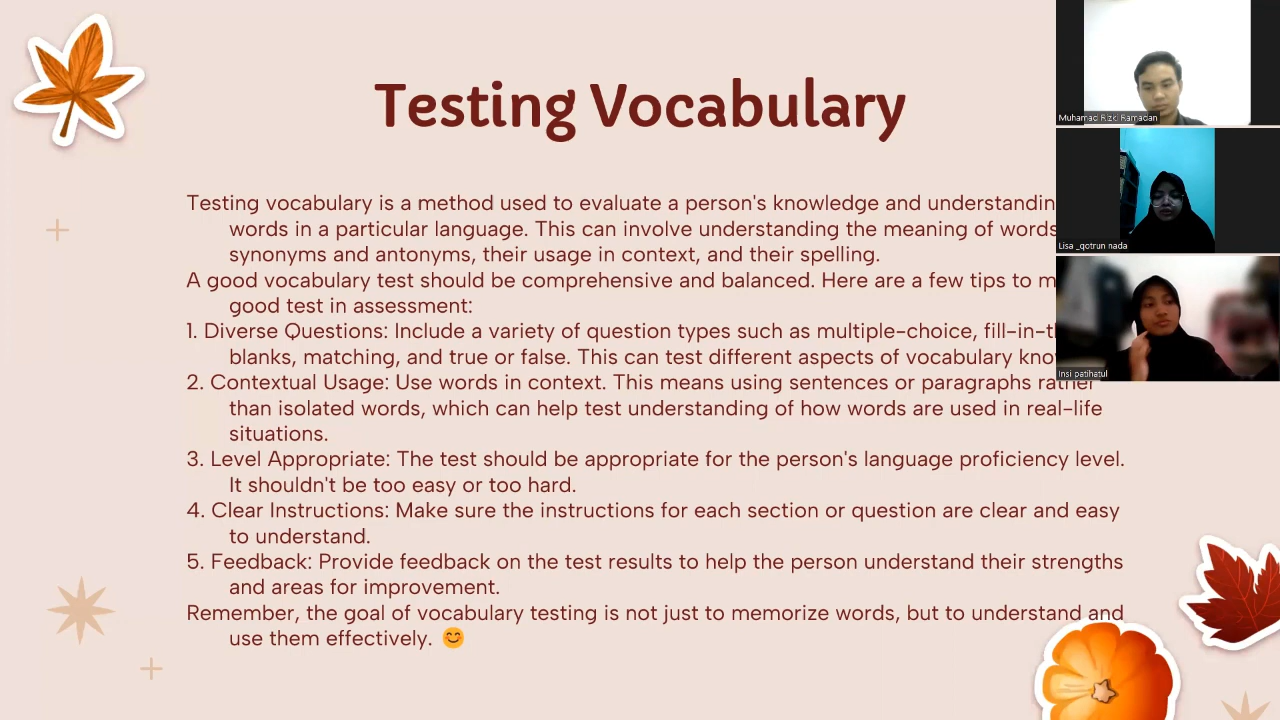 Testing Vocabulary
Testing vocabulary is a method used to evaluate a person's knowledge and understandin
words in a particular language. This can involve understanding the meaning of words
synonyms and antonyms, their usage in context, and their spelling.
A good vocabulary test should be comprehensive and balanced. Here are a few tips to m
good test in assessment:
1. Diverse Questions: Include a variety of question types such as multiple-choice, fill-in-th
blanks, matching, and true or false. This can test different aspects of vocabulary kno
2. Contextual Usage: Use words in context. This means using sentences or paragraphs rather
than isolated words, which can help test understanding of how words are used in real-life
situations.
3. Level Appropriate: The test should be appropriate for the person's language proficiency level.
It shouldn't be too easy or too hard.
4. Clear Instructions: Make sure the instructions for each section or question are clear and easy
to understand.
5. Feedback: Provide feedback on the test results to help the person understand their strengths
and areas for improvement.
Remember, the goal of vocabulary testing is not just to memorize words, but to understand and
use them effectively. 😊
Muhamad Rizki Ramadan
Lisa _qotrun nada
Insi patihatul